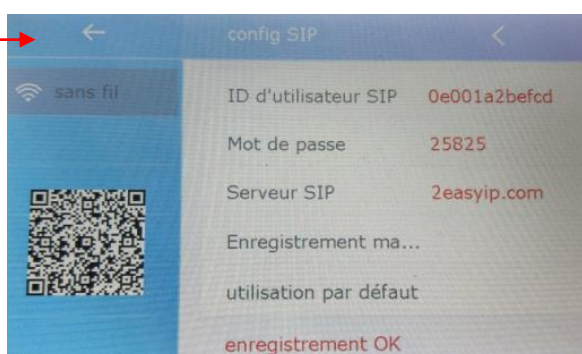 config SIP
sans fil
ID d'utilisateur SIP 0e001a2befcd
Mot de passe 25825
Serveur SIP 2easyip.com
Enregistrement ma...
utilisation par défaut
enregistrement OK